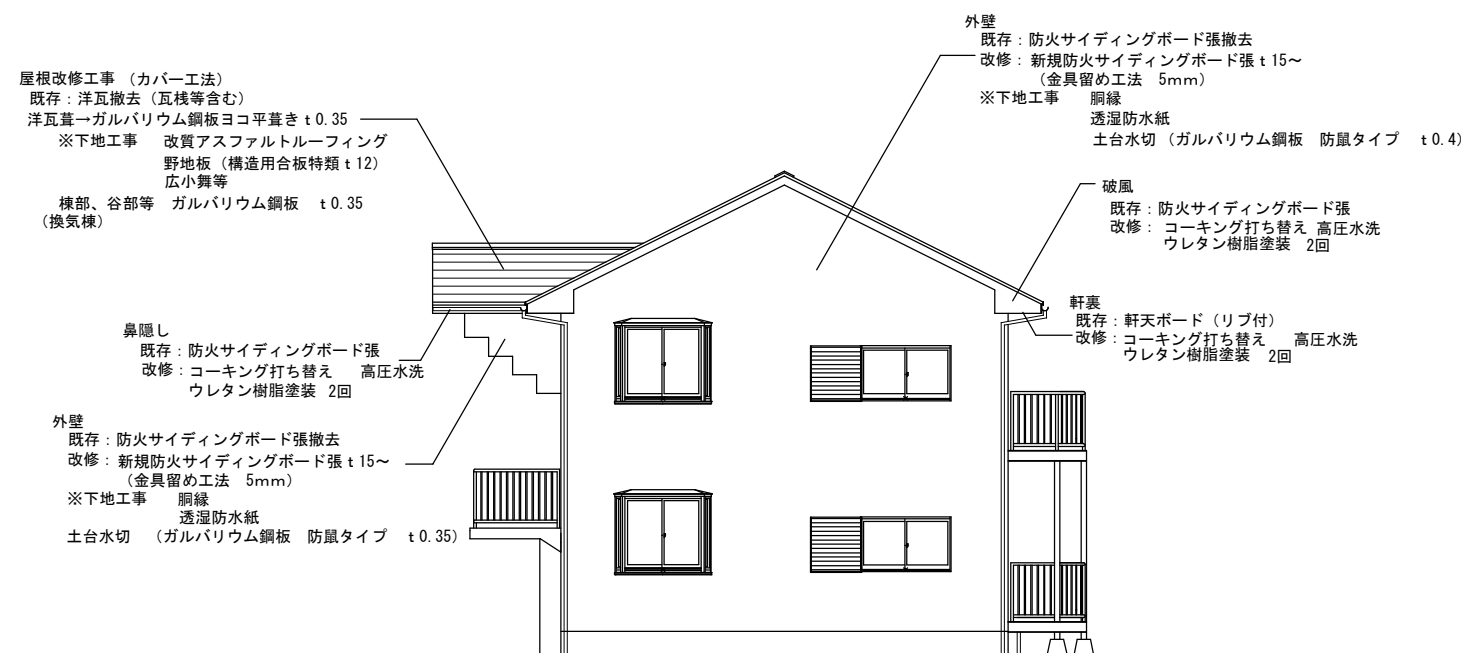 屋根改修工事 （カバー工法）
既存：洋瓦撤去（瓦桟等含む）
洋瓦葺→ガルバリウム鋼板ヨコ平葺き t 0.35
※下地工事　改質アスファルトルーフィング
野地板（構造用合板特類 t 12）
広小舞等
棟部、谷部等　ガルバリウム鋼板　t 0.35
（換気棟）
外壁
既存：防火サイディングボード張撤去
改修：新規防火サイディングボード張 t 15～
（金具留め工法　5mm）
※下地工事　胴縁
透湿防水紙
土台水切（ガルバリウム鋼板　防鼠タイプ　t 0.4）
破風
既存：防火サイディングボード張
改修：コーキング打ち替え 高圧水洗
ウレタン樹脂塗装　2回
軒裏
既存：軒天ボード（リブ付）
改修：コーキング打ち替え　高圧水洗
ウレタン樹脂塗装　2回
鼻隠し
既存：防火サイディングボード張
改修：コーキング打ち替え　高圧水洗
ウレタン樹脂塗装　2回
外壁
既存：防火サイディングボード張撤去
改修：新規防火サイディングボード張 t 15～
（金具留め工法　5mm）
※下地工事　胴縁
透湿防水紙
土台水切　（ガルバリウム鋼板　防鼠タイプ　t 0.35）